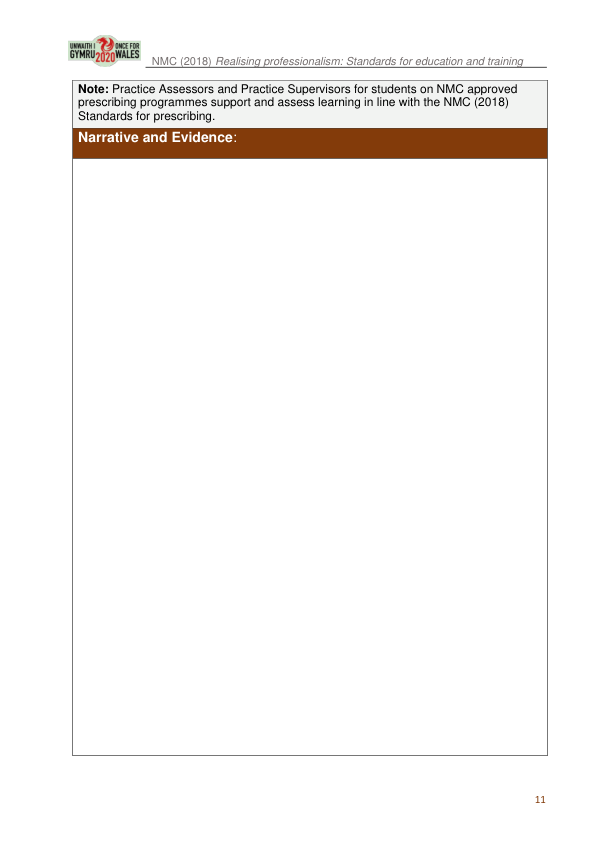 UNWAITH I ONCE FOR
GYMRU 2020 WALES
NMC (2018) Realising professionalism: Standards for education and training
Note: Practice Assessors and Practice Supervisors for students on NMC approved
prescribing programmes support and assess learning in line with the NMC (2018)
Standards for prescribing.
Narrative and Evidence:
11